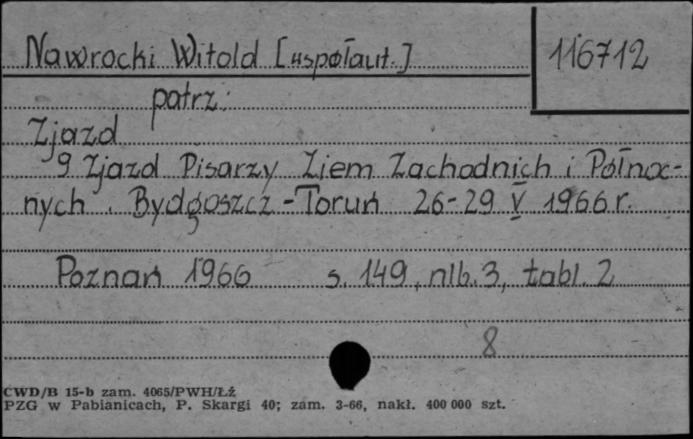 Nawrocki Witold [współaut.]
116712
patrz:
Zjazd
9 Zjazd Pisarzy Ziem Zachodnich i Północ-
nych. Bydgoszcz-Toruń 26-29 V 1966 r.
Poznań 1966 s. 149, nlb. 3, tabl. 2
8
CWD/B 15-b zam. 4065/PWH/Łż
PZG w Pabianicach, P. Skargi 40; zam. 3-66, nakł. 400 000 szt.